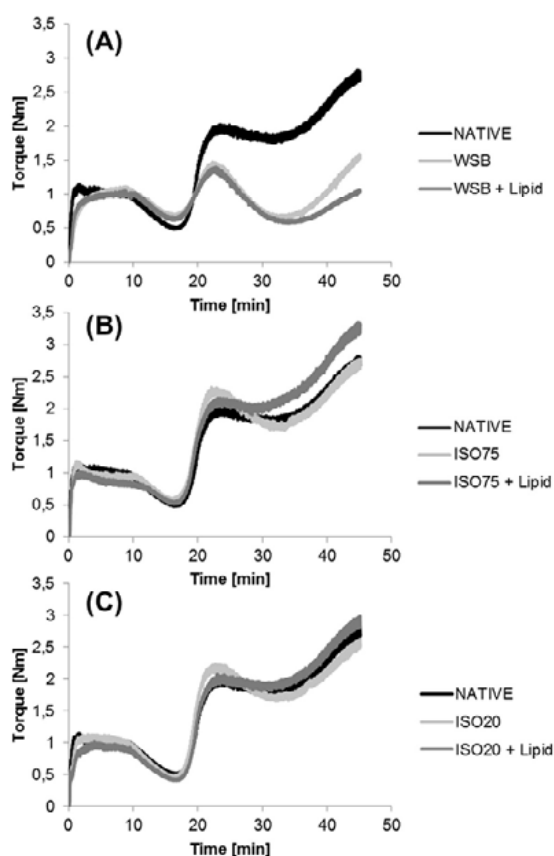 (A)
Torque [Nm]
3,5
3
2,5
2
1,5
1
0,5
0
0 10 20 30 40 50
Time [min]
NATIVE
WSB
WSB + Lipid
(B)
Torque [Nm]
3,5
3
2,5
2
1,5
1
0,5
0
0 10 20 30 40 50
Time [min]
NATIVE
ISO75
ISO75 + Lipid
(C)
Torque [Nm]
3,5
3
2,5
2
1,5
1
0,5
0
0 10 20 30 40 50
Time [min]
NATIVE
ISO20
ISO20 + Lipid